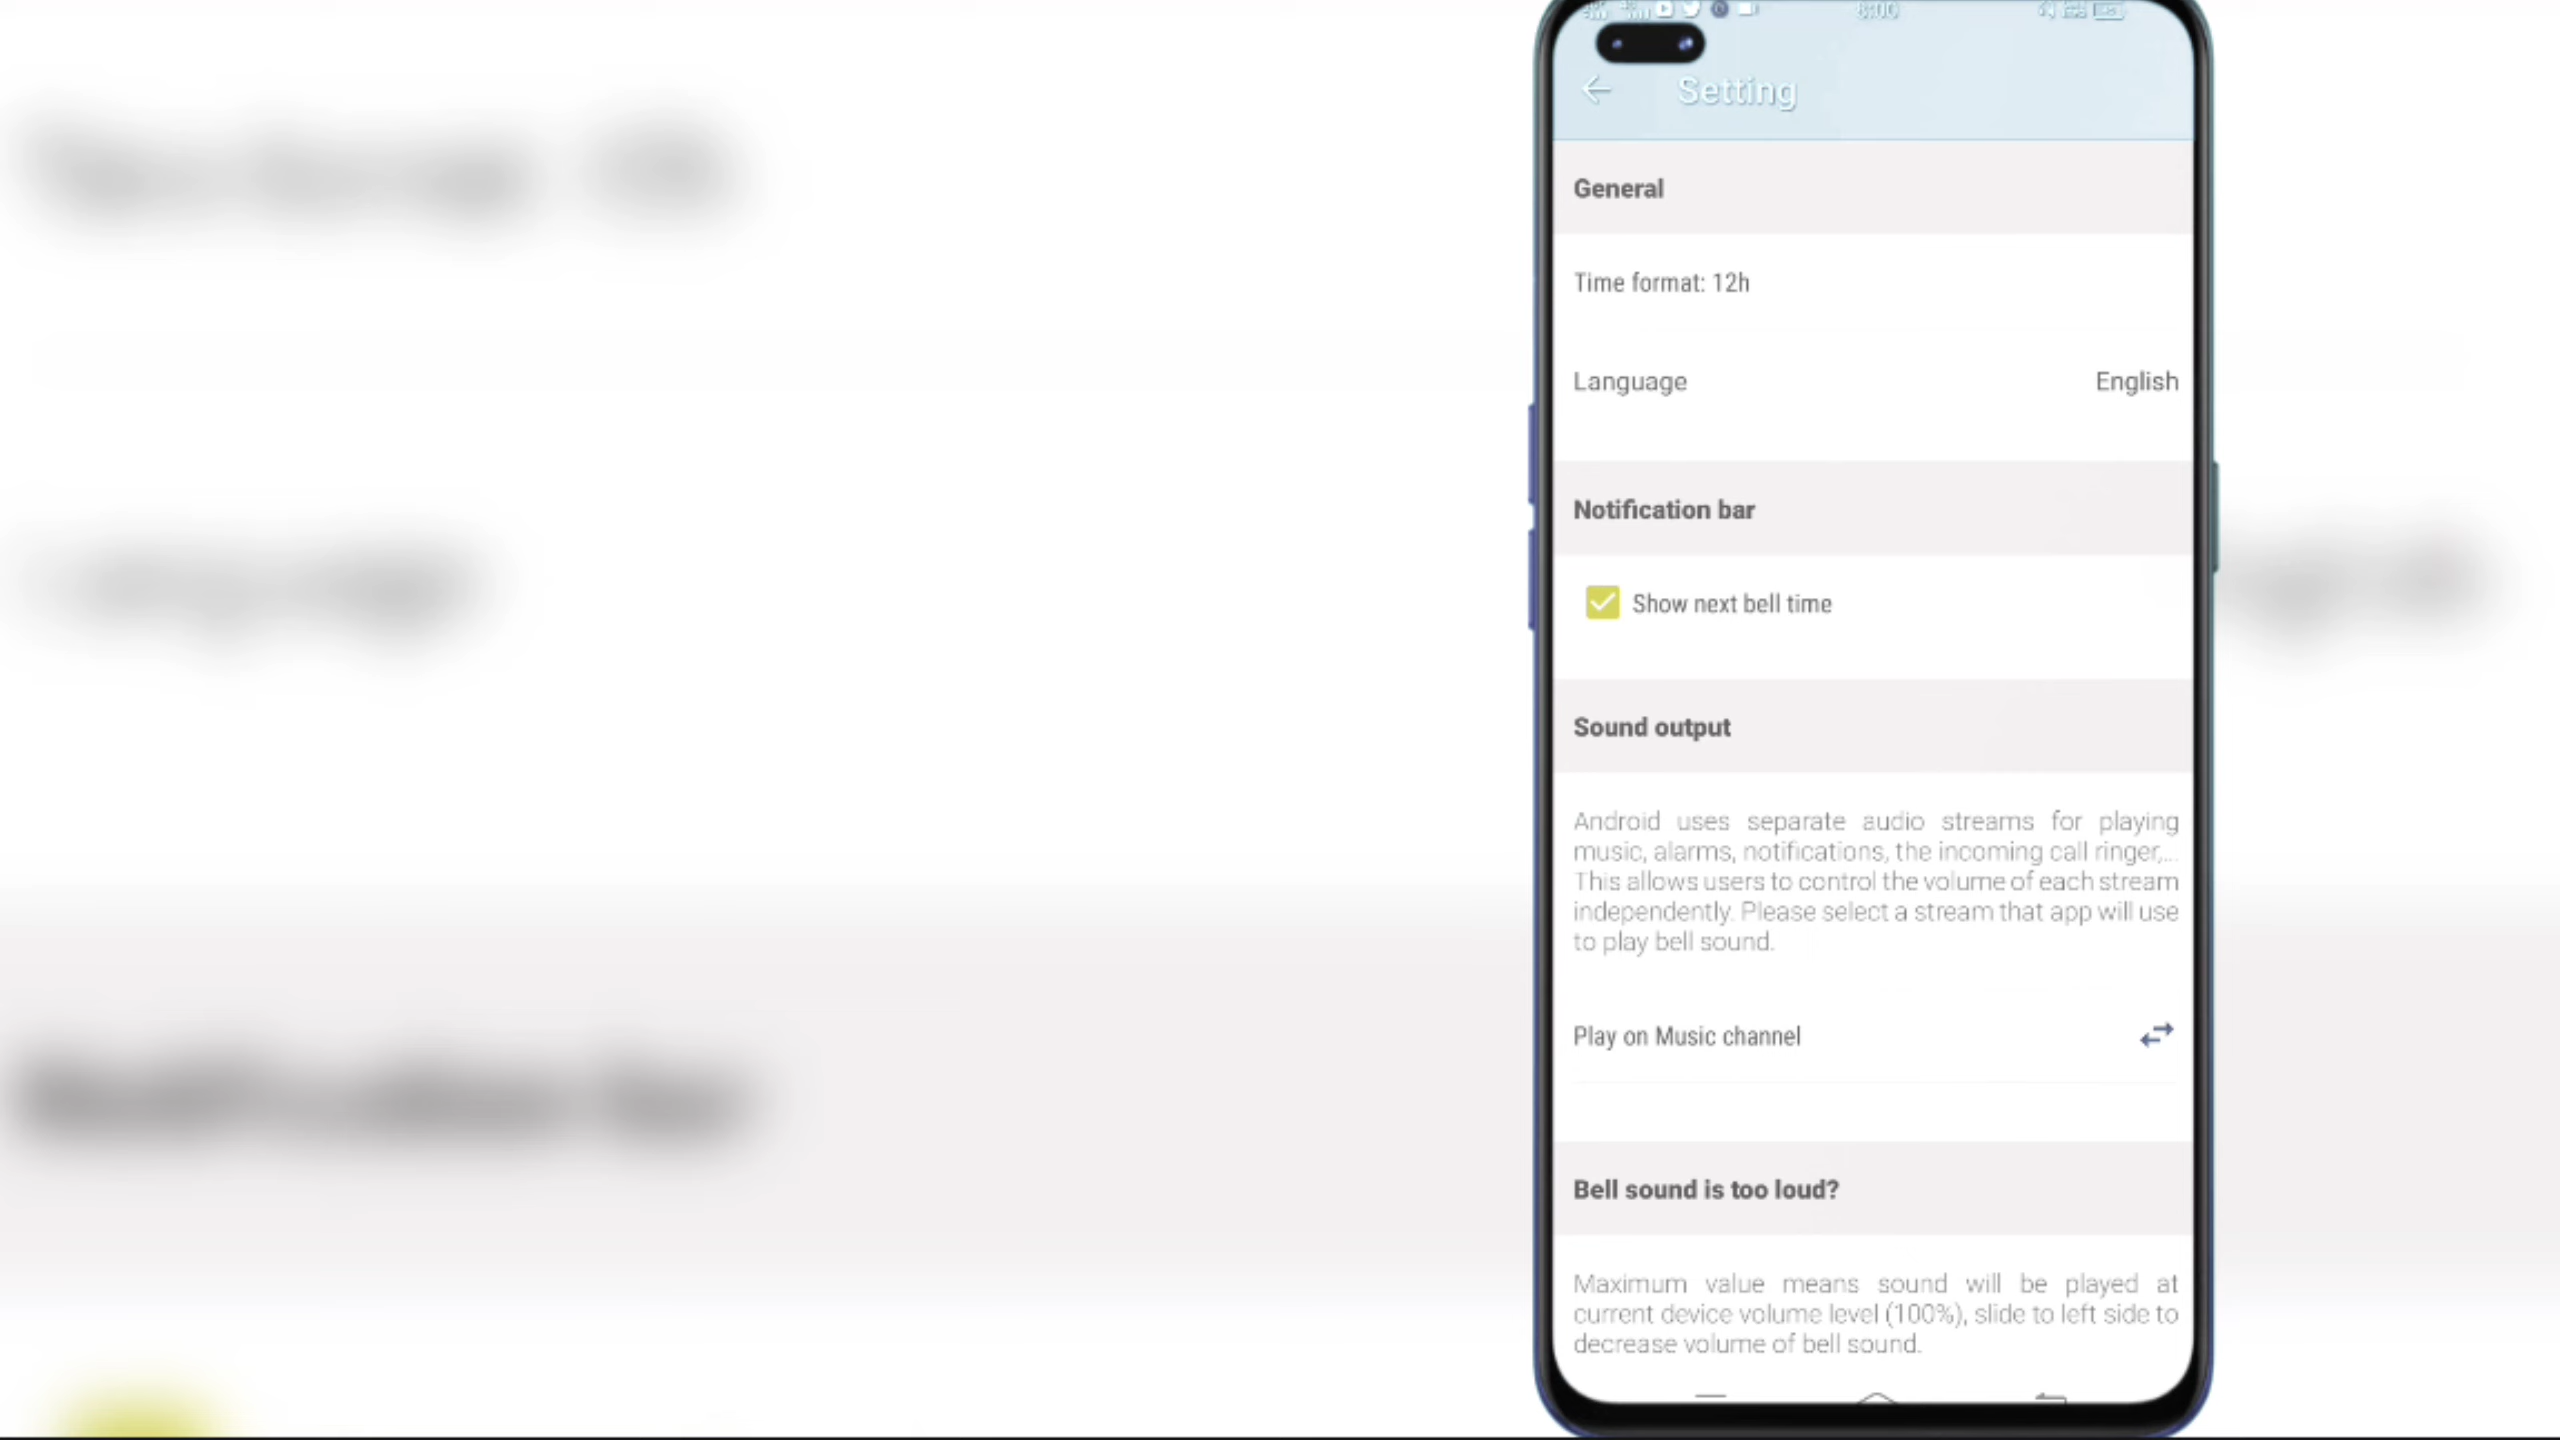 6:00
Setting
General
Time format: 12h
Language English
Notification bar
Show next bell time
Sound output
Android uses separate audio streams for playing
music, alarms, notifications, the incoming call ringer,...
This allows users to control the volume of each stream
independently. Please select a stream that app will use
to play bell sound.
Play on Music channel
Bell sound is too loud?
Maximum value means sound will be played at
current device volume level (100%), slide to left side to
decrease volume of bell sound.